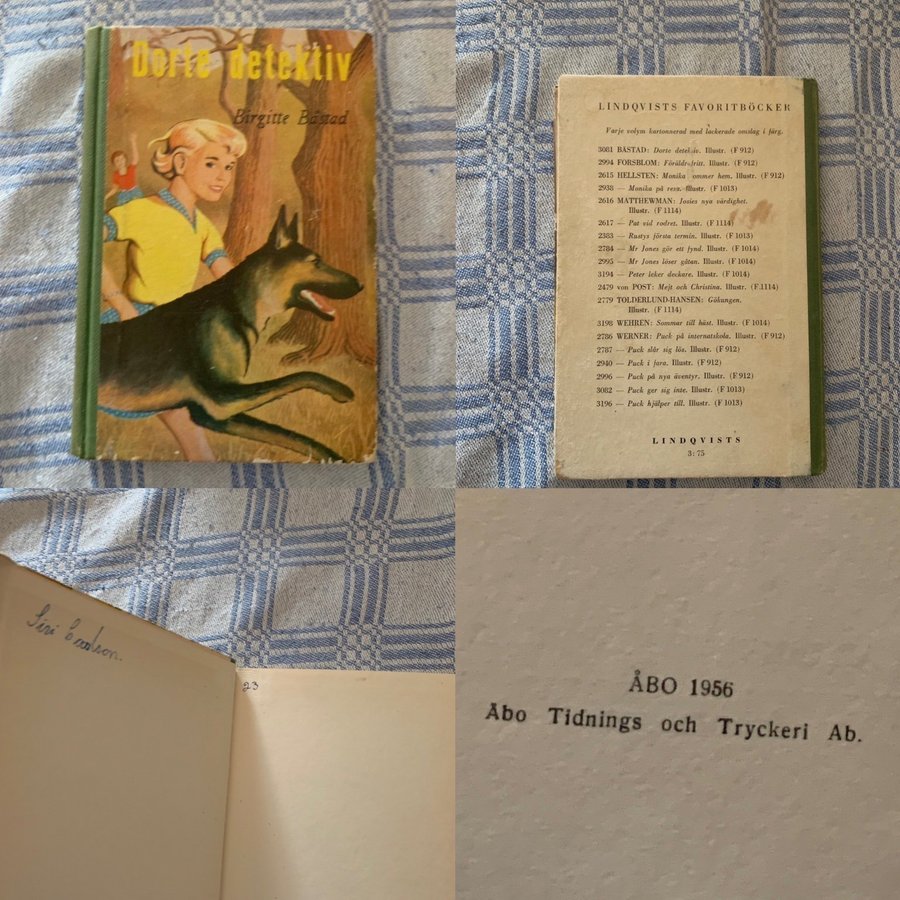 Dorte detektiv
Birgitte Båstad
LINDQVISTS FAVORITBÖCKER
Varje volym kartonnerad med lackerade omslag i färg.
3081 BÅSTAD: Dorte detektiv. Illustr. (F 912)
2994 FORSBLOM: Föräldrafritt. Illustr. (F 912)
2615 HELLSTEN: Monika ommer hem. Illustr. (F 912)
2938 — Monika på resa. Illustr. (F 1013)
2616 MATTHEWMAN: Josies nya värdighet.
Illustr. (F 1114)
2617 — Pat vid rodret. Illustr. (F 1114)
2383 — Rustys första termin. Illustr. (F 1013)
2784 — Mr Jones gör ett fynd. Illustr. (F 1014)
2995 — Mr Jones löser gåtan. Illustr. (F 1014)
3194 — Peter leker deckare. Illustr. (F 1014)
2479 von POST: Mejt och Christina. Illustr. (F.1114)
2779 TOLDERLUND-HANSEN: Gökungen.
Illustr. (F 1114)
3198 WEHREN: Sommar till häst. Illustr. (F 1014)
2786 WERNER: Puck på internatskola. Illustr. (F 912)
2787 — Puck slår sig lös. Illustr. (F 912)
2940 — Puck i fara. Illustr. (F 912)
2996 — Puck på nya äventyr. Illustr. (F.912)
3082 — Puck ger sig inte. Illustr. (F 1013)
3196 — Puck hjälper till. Illustr. (F 1013)
LINDQVISTS
3:75
Siri
23
ÅBO 1956
Åbo Tidnings och Tryckeri Ab.